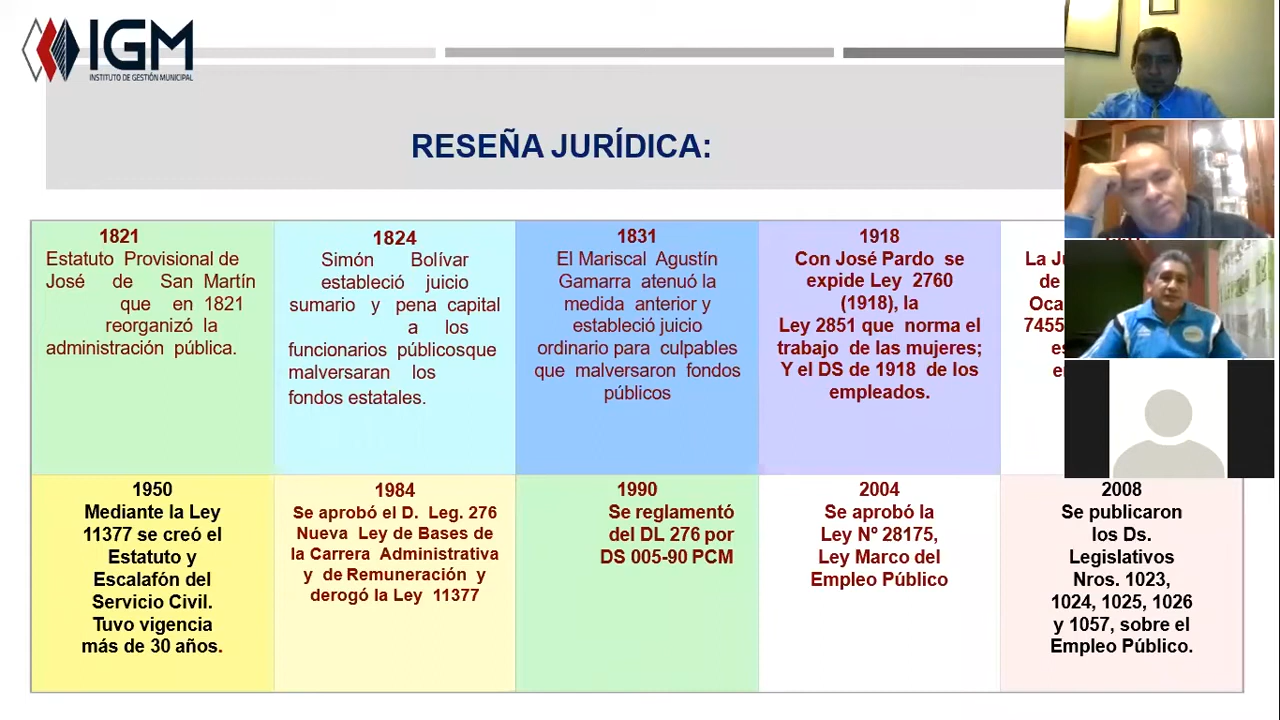 IGM
INSTITUTO DE GESTIÓN MUNICIPAL
RESEÑA JURÍDICA:
1821
Estatuto Provisional de
José de San Martín
que en 1821
reorganizó la
administración pública.
1824
Simón Bolívar
estableció juicio
sumario y pena capital
a los
funcionarios públicosque
malversaran los
fondos estatales.
1831
El Mariscal Agustín
Gamarra atenuó la
medida anterior y
estableció juicio
ordinario para culpables
que malversaron fondos
públicos
1918
Con José Pardo se
expide Ley 2760
(1918), la
Ley 2851 que norma el
trabajo de las mujeres;
Y el DS de 1918 de los
empleados.
La
de
7455
1950
Mediante la Ley
11377 se creó el
Estatuto y
Escalafón del
Servicio Civil.
Tuvo vigencia
más de 30 años.
1984
Se aprobó el D. Leg. 276
Nueva Ley de Bases de
la Carrera Administrativa
y de Remuneración y
derogó la Ley 11377
1990
Se reglamentó
del DL 276 por
DS 005-90 PCM
2004
Se aprobó la
Ley Nº 28175,
Ley Marco del
Empleo Público
2008
Se publicaron
los Ds.
Legislativos
Nros. 1023,
1024, 1025, 1026
y 1057, sobre el
Empleo Público.